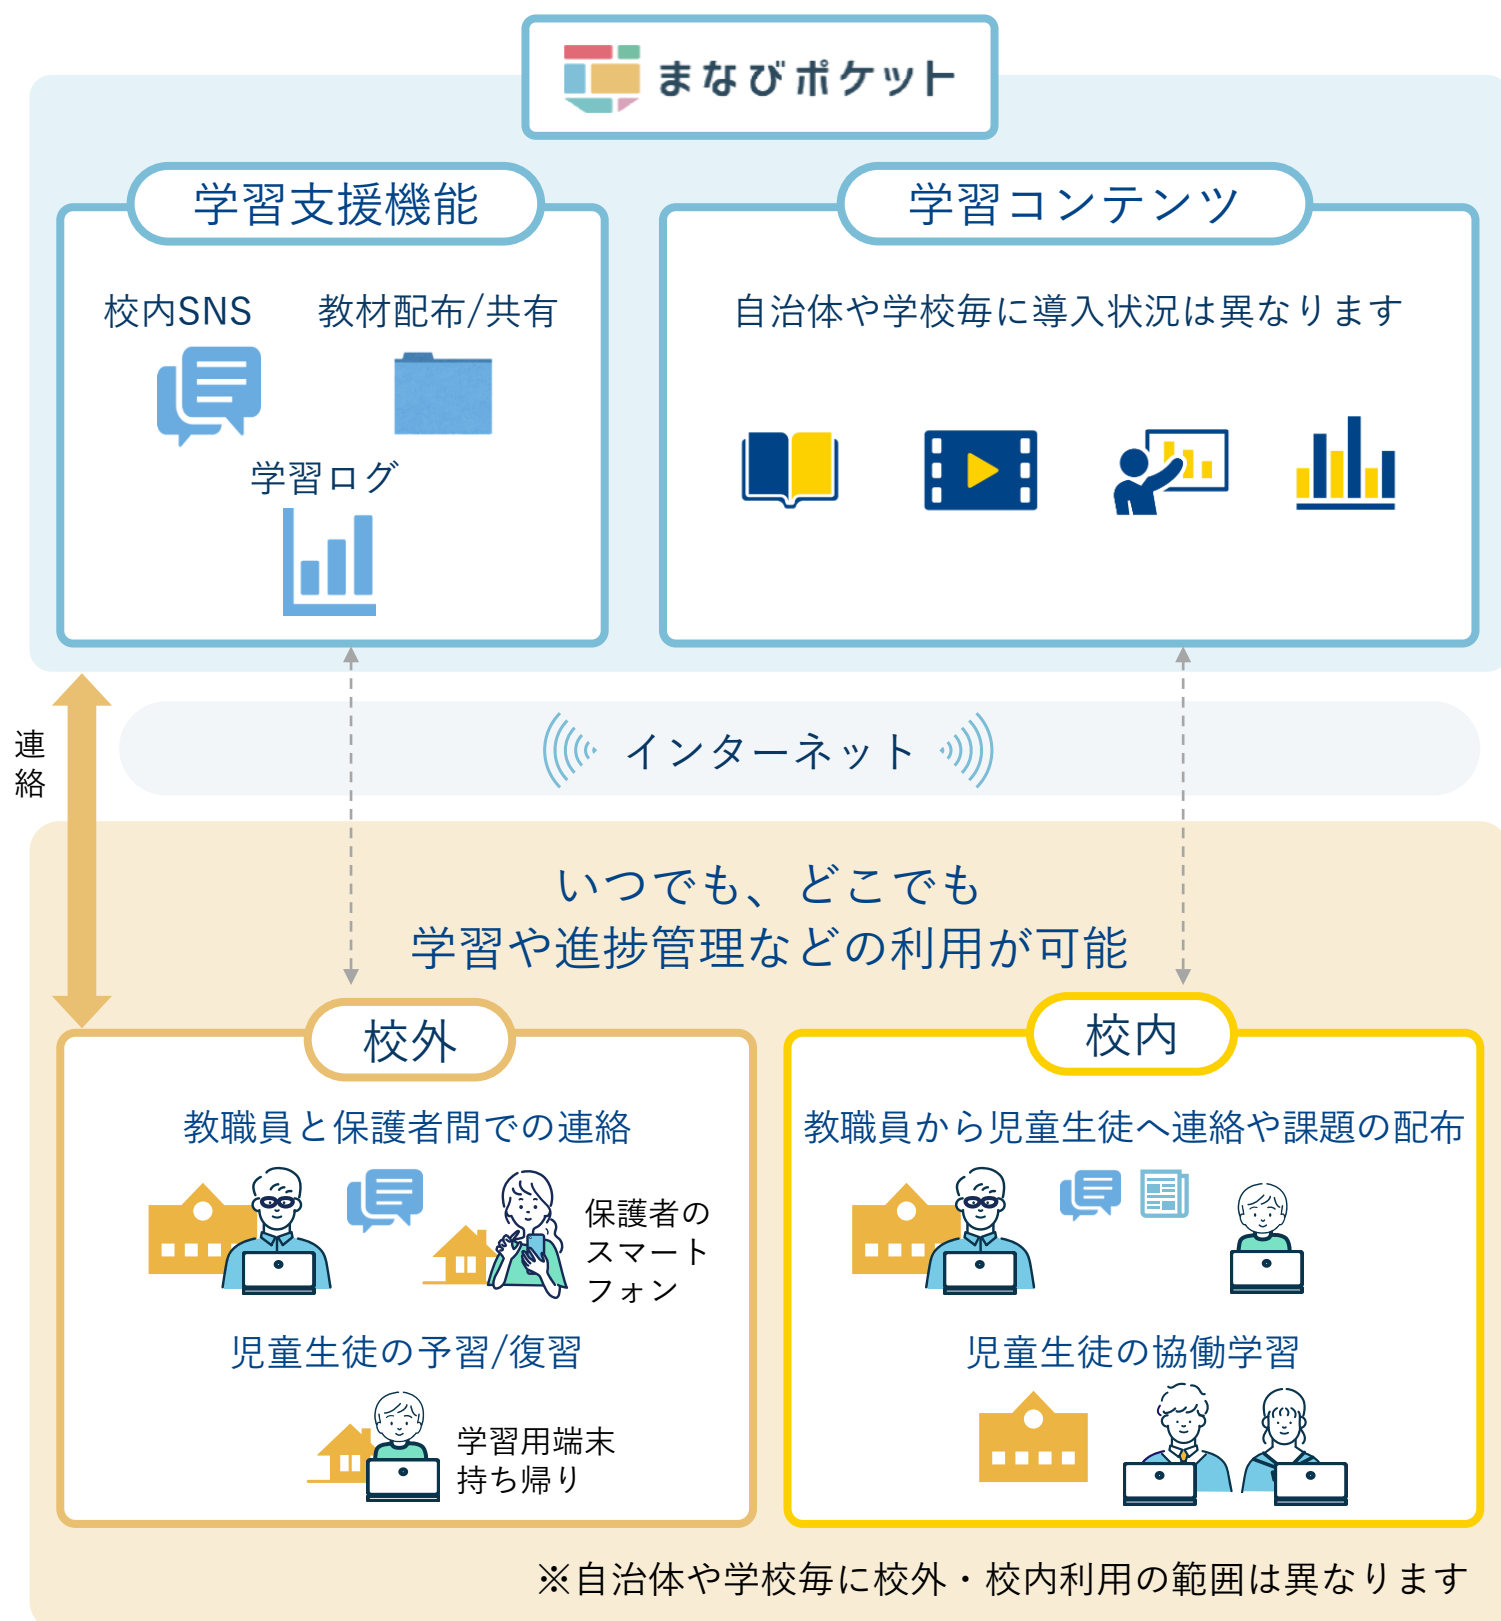 まなびポケット
学習支援機能
校内SNS
教材配布/共有
学習ログ
学習コンテンツ
自治体や学校毎に導入状況は異なります
連絡
インターネット
いつでも、どこでも
学習や進捗管理などの利用が可能
校外
教職員と保護者間での連絡
保護者の
スマート
フォン
児童生徒の予習/復習
学習用端末
持ち帰り
校内
教職員から児童生徒へ連絡や課題の配布
児童生徒の協働学習
※自治体や学校毎に校外・校内利用の範囲は異なります